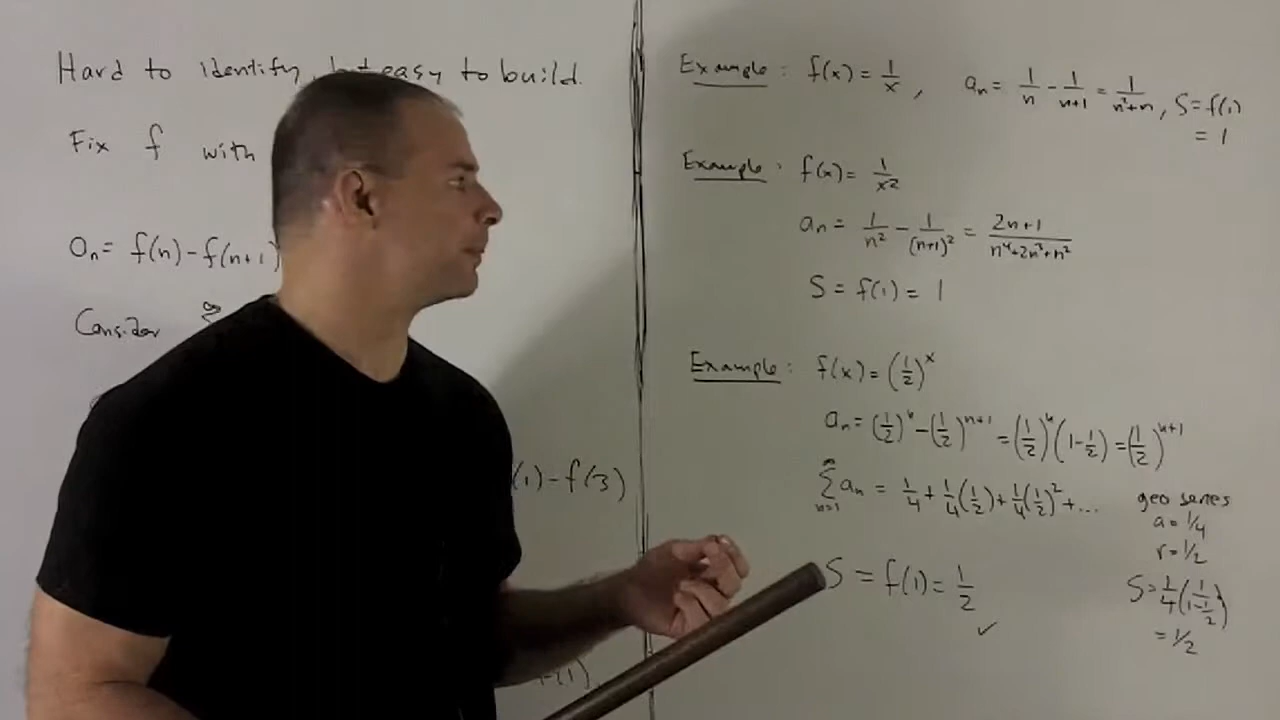 Hard to identify, but easy to build.
Fix f with
aₙ = f(n) - f(n+1)
Consider ∞
(1) - f(3)
Example: f(x) = 1/x, aₙ = 1/n - 1/(n+1) = 1/(n²+n), S = f(1)
= 1
Example: f(x) = 1/x²
aₙ = 1/n² - 1/(n+1)² = (2n+1)/(n⁴+2n³+n²)
S = f(1) = 1
Example: f(x) = (1/2)ˣ
aₙ = (1/2)ⁿ - (1/2)ⁿ⁺¹ = (1/2)ⁿ(1 - 1/2) = (1/2)ⁿ⁺¹
∞ Σ n=1 aₙ = 1/4 + 1/4(1/2) + 1/4(1/2)² + ...
S = f(1) = 1/2 ✓
geo series
a = 1/4
r = 1/2
S = 1/4(1/(1-1/2))
= 1/2